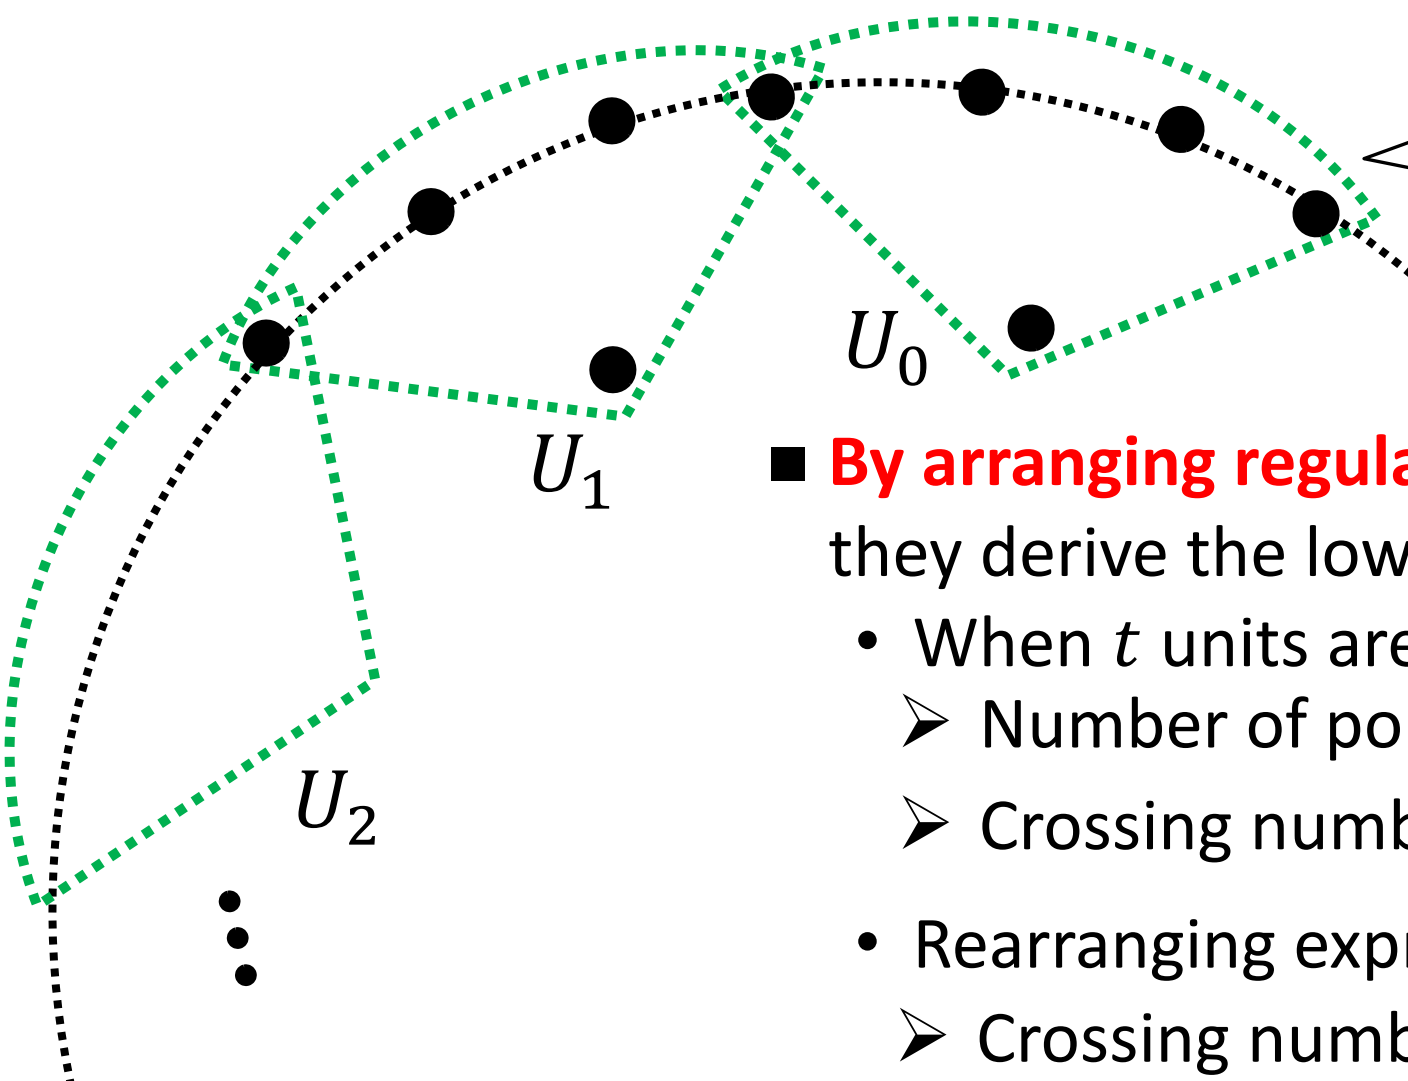 U₀
U₁
■ By arranging regula
they derive the low
• When t units are
➢ Number of po
U₂
➢ Crossing numb
• Rearranging expr
➢ Crossing numb